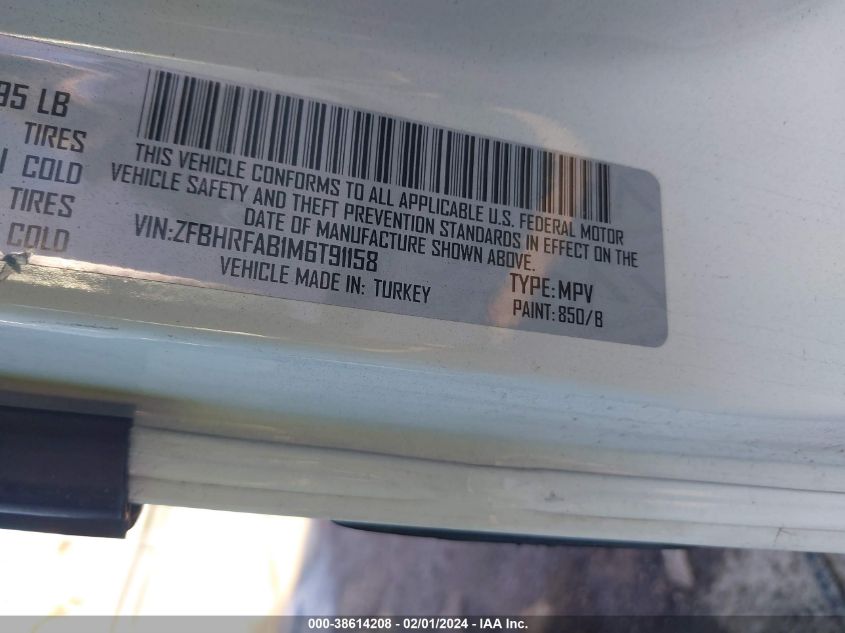 95 LB
TIRES
COLD
TIRES
COLD
THIS VEHICLE CONFORMS TO ALL APPLICABLE U.S. FEDERAL MOTOR
VEHICLE SAFETY AND THEFT PREVENTION STANDARDS IN EFFECT ON THE
DATE OF MANUFACTURE SHOWN ABOVE.
VIN:ZFBHRFAB1M6T91158
TYPE:MPV
VEHICLE MADE IN: TURKEY
PAINT:850/B
000-38614208 - 02/01/2024 - IAA Inc.